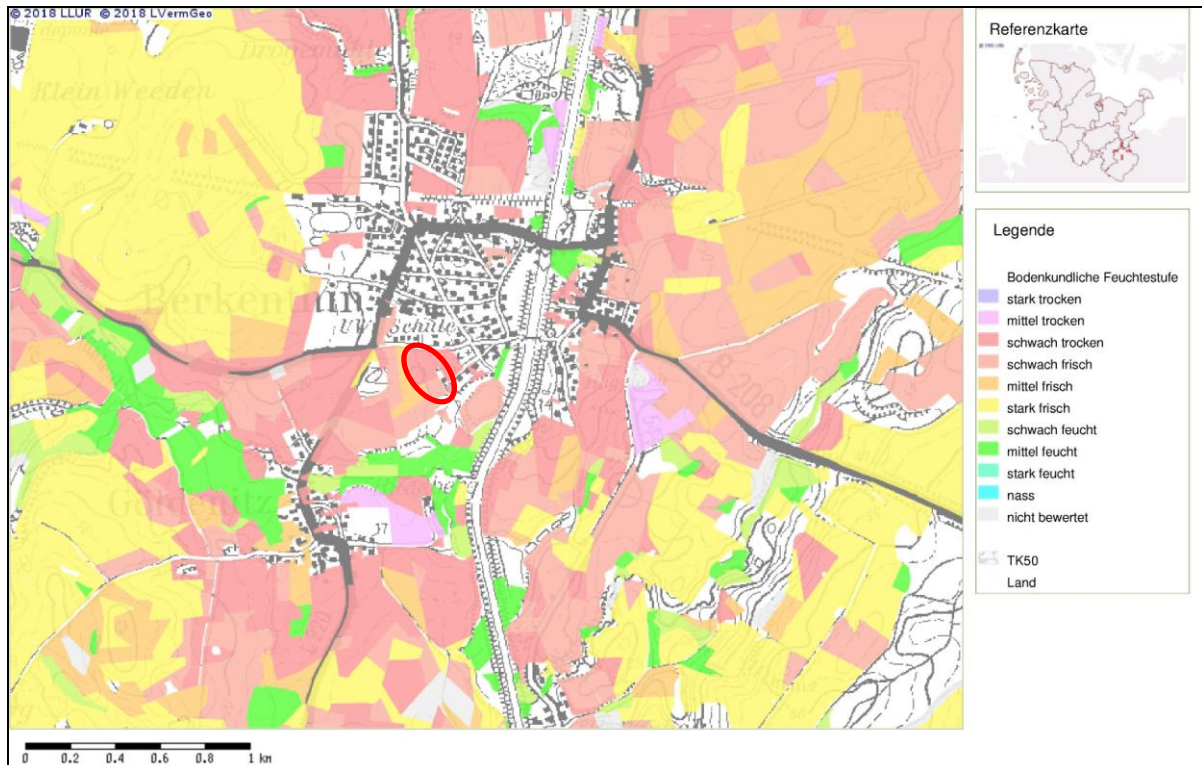 © 2018 LLUR © 2018 LVermGeo
Klein Weeden
Berkenthin
Schule
Göldenitz
B 208
0 0.2 0.4 0.6 0.8 1 km
Referenzkarte
Legende
Bodenkundliche Feuchtestufe
stark trocken
mittel trocken
schwach trocken
schwach frisch
mittel frisch
stark frisch
schwach feucht
mittel feucht
stark feucht
nass
nicht bewertet
TK50
Land